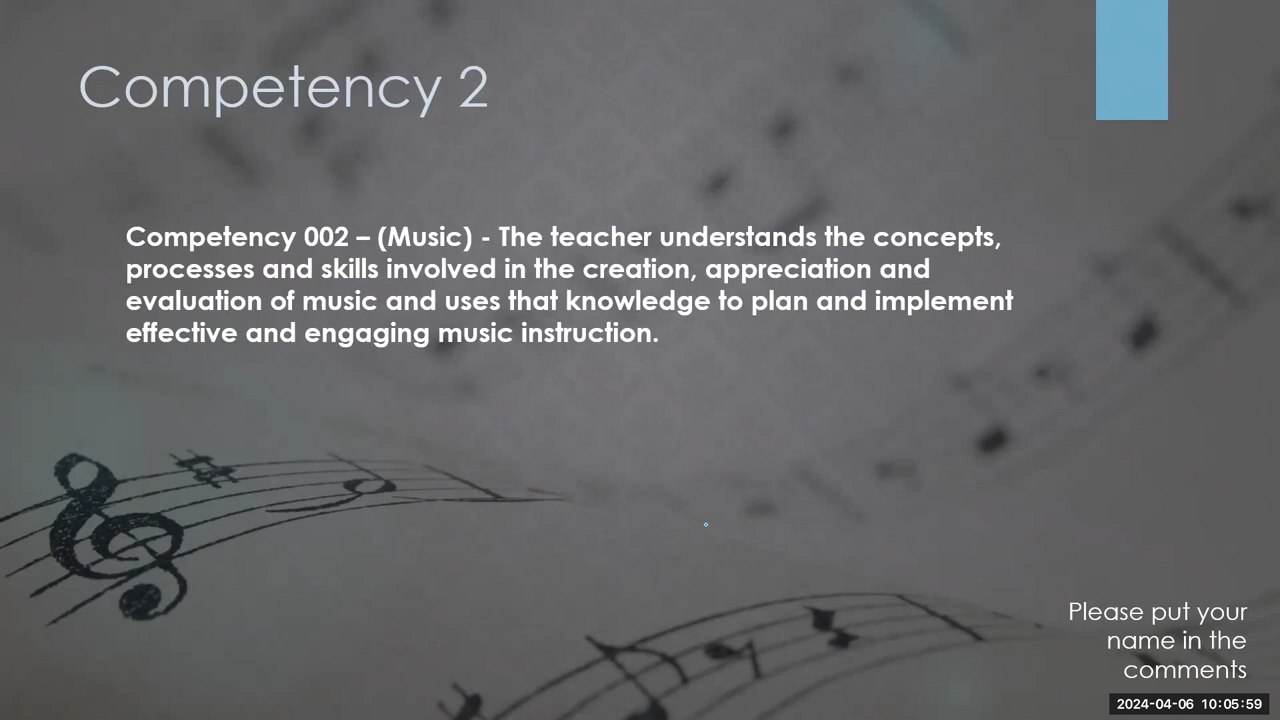 Competency 2
Competency 002 – (Music) - The teacher understands the concepts,
processes and skills involved in the creation, appreciation and
evaluation of music and uses that knowledge to plan and implement
effective and engaging music instruction.
Please put your
name in the
comments
2024-04-06 10:05:59